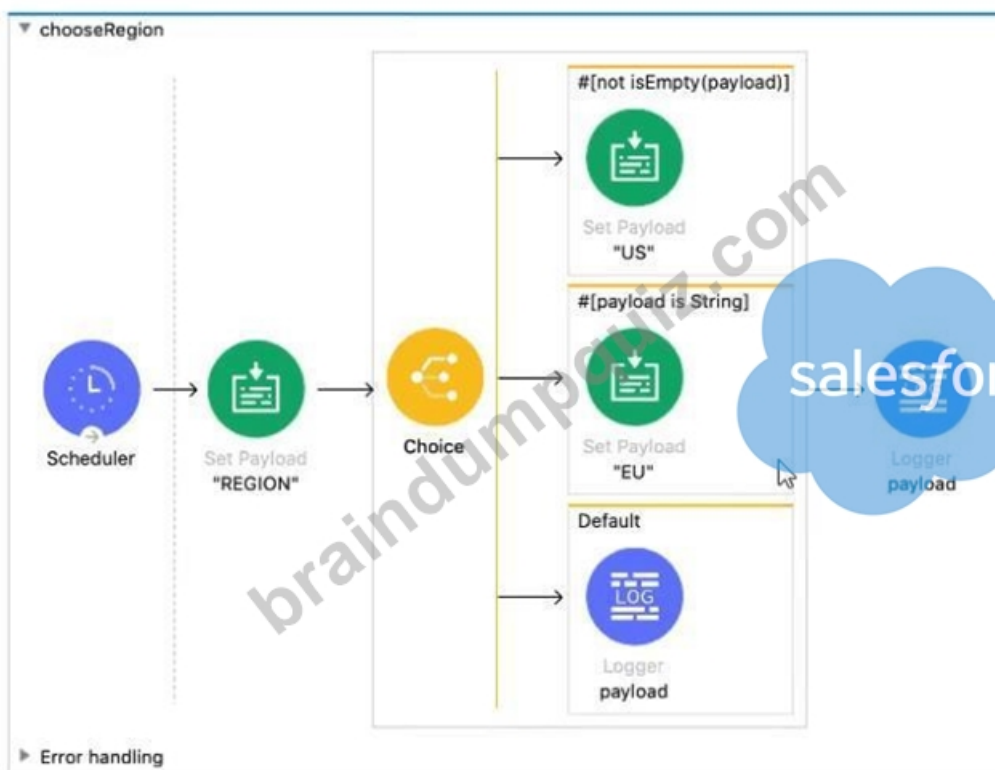 chooseRegion
#[not isEmpty(payload)]
Set Payload
"US"
#[payload is String]
Scheduler
Set Payload
"REGION"
Choice
Set Payload
"EU"
salesfor
Logger
payload
Default
LOG
Logger
payload
Error handling
braindumpquiz.com